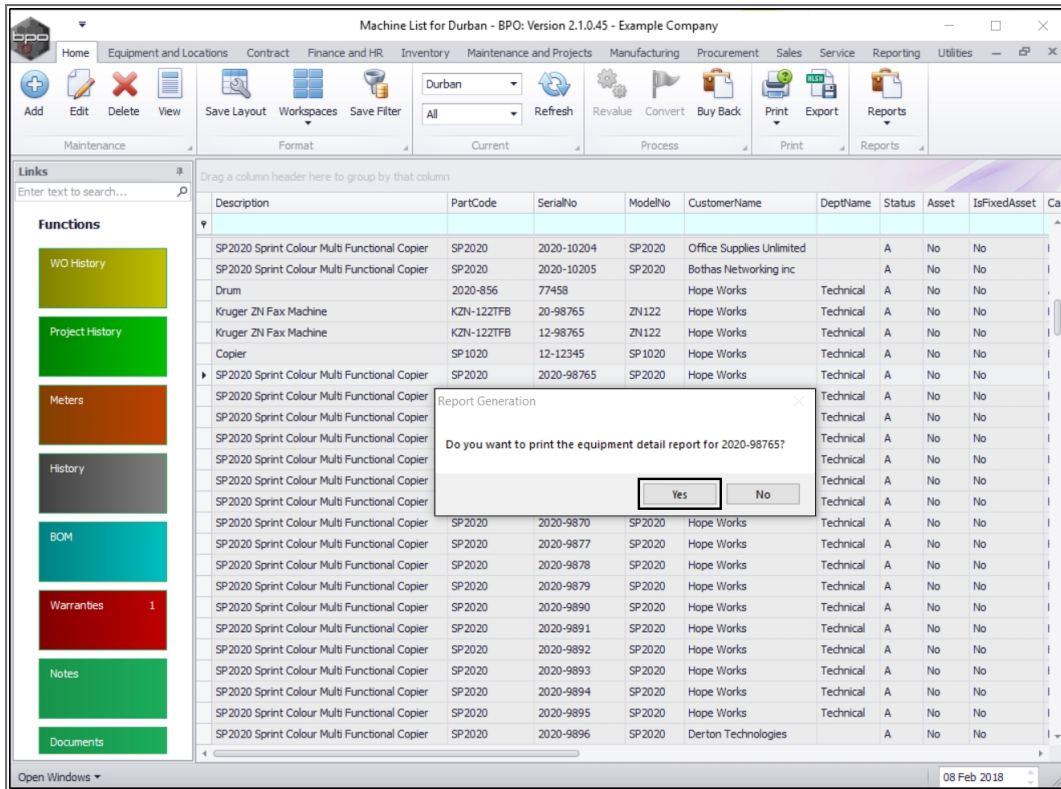 bpo
Machine List for Durban - BPO: Version 2.1.0.45 - Example Company
Home Equipment and Locations Contract Finance and HR Inventory Maintenance and Projects Manufacturing Procurement Sales Service Reporting Utilities
Add Edit Delete View Save Layout Workspaces Save Filter Durban All Refresh Revalue Convert Buy Back Print Export Reports
Maintenance Format Current Process Print Reports
Links
Enter text to search...
Functions
WO History
Project History
Meters
History
BOM
Warranties 1
Notes
Documents
Drag a column header here to group by that column
Description PartCode SerialNo ModelNo CustomerName DeptName Status Asset IsFixedAsset Ca
SP2020 Sprint Colour Multi Functional Copier SP2020 2020-10204 SP2020 Office Supplies Unlimited A No No
SP2020 Sprint Colour Multi Functional Copier SP2020 2020-10205 SP2020 Bothas Networking inc A No No
Drum 2020-856 77458 Hope Works Technical A No No
Kruger ZN Fax Machine KZN-122TFB 20-98765 ZN122 Hope Works Technical A No No
Kruger ZN Fax Machine KZN-122TFB 12-98765 ZN122 Hope Works Technical A No No
Copier SP1020 12-12345 SP1020 Hope Works Technical A No No
SP2020 Sprint Colour Multi Functional Copier SP2020 2020-98765 SP2020 Hope Works Technical A No No
SP2020 Sprint Colour Multi Functional Copier Technical A No No
SP2020 Sprint Colour Multi Functional Copier Technical A No No
SP2020 Sprint Colour Multi Functional Copier Technical A No No
SP2020 Sprint Colour Multi Functional Copier Technical A No No
SP2020 Sprint Colour Multi Functional Copier Technical A No No
SP2020 Sprint Colour Multi Functional Copier Technical A No No
Report Generation
Do you want to print the equipment detail report for 2020-98765?
Yes No
SP2020 Sprint Colour Multi Functional Copier SP2020 2020-9870 SP2020 Hope Works Technical A No No
SP2020 Sprint Colour Multi Functional Copier SP2020 2020-9877 SP2020 Hope Works Technical A No No
SP2020 Sprint Colour Multi Functional Copier SP2020 2020-9878 SP2020 Hope Works Technical A No No
SP2020 Sprint Colour Multi Functional Copier SP2020 2020-9879 SP2020 Hope Works Technical A No No
SP2020 Sprint Colour Multi Functional Copier SP2020 2020-9890 SP2020 Hope Works Technical A No No
SP2020 Sprint Colour Multi Functional Copier SP2020 2020-9891 SP2020 Hope Works Technical A No No
SP2020 Sprint Colour Multi Functional Copier SP2020 2020-9892 SP2020 Hope Works Technical A No No
SP2020 Sprint Colour Multi Functional Copier SP2020 2020-9893 SP2020 Hope Works Technical A No No
SP2020 Sprint Colour Multi Functional Copier SP2020 2020-9894 SP2020 Hope Works Technical A No No
SP2020 Sprint Colour Multi Functional Copier SP2020 2020-9895 SP2020 Hope Works Technical A No No
SP2020 Sprint Colour Multi Functional Copier SP2020 2020-9896 SP2020 Derton Technologies A No No
Open Windows 08 Feb 2018